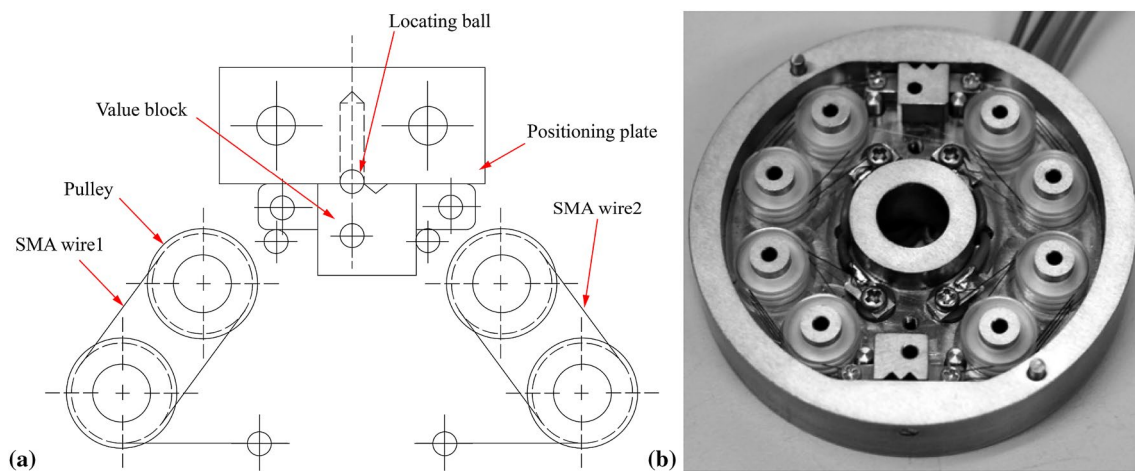 Locating ball
Value block
Positioning plate
Pulley
SMA wire2
SMA wire1
(a)
(b)